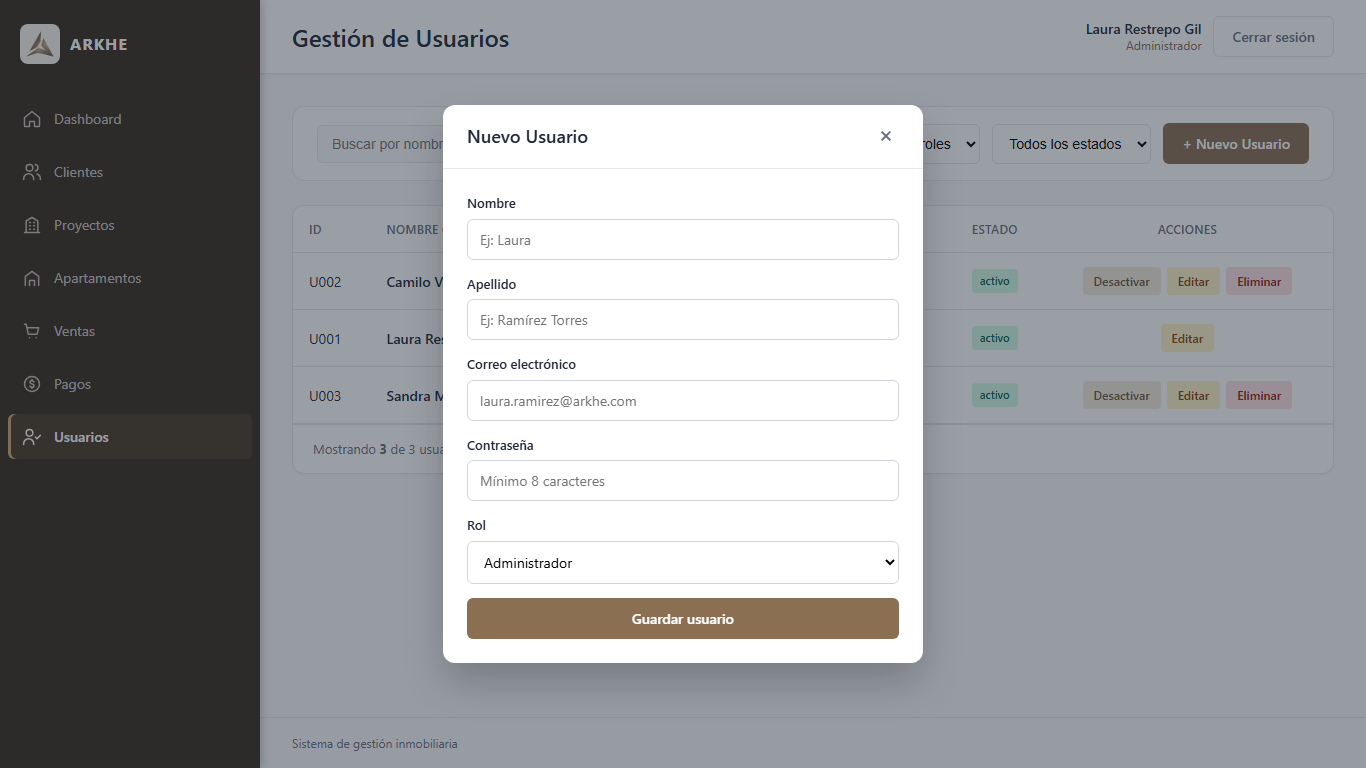 ARKHE
Dashboard
Clientes
Proyectos
Apartamentos
Ventas
Pagos
Usuarios
Gestión de Usuarios
Laura Restrepo Gil
Administrador
Cerrar sesión
Buscar por
roles
Todos los estados
+ Nuevo Usuario
ID
NOMBRE
ESTADO
ACCIONES
U002
Camilo
activo
Desactivar
Editar
Eliminar
U001
Laura
activo
Editar
U003
Sandra
activo
Desactivar
Editar
Eliminar
Mostrando 3 de 3
Nuevo Usuario
×
Nombre
Ej: Laura
Apellido
Ej: Ramírez Torres
Correo electrónico
laura.ramirez@arkhe.com
Contraseña
Mínimo 8 caracteres
Rol
Administrador
Guardar usuario
Sistema de gestión inmobiliaria